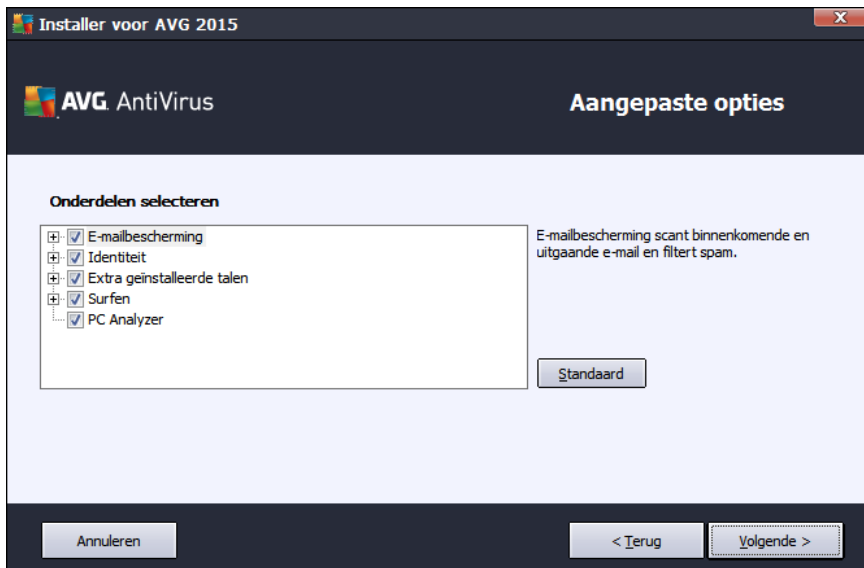 Installer voor AVG 2015
AVG. AntiVirus
Aangepaste opties
Onderdelen selecteren
E-mailbescherming
Identiteit
Extra geïnstalleerde talen
Surfen
PC Analyzer
E-mailbescherming scant binnenkomende en
uitgaande e-mail en filtert spam.
Standaard
Annuleren
< Terug
Volgende >